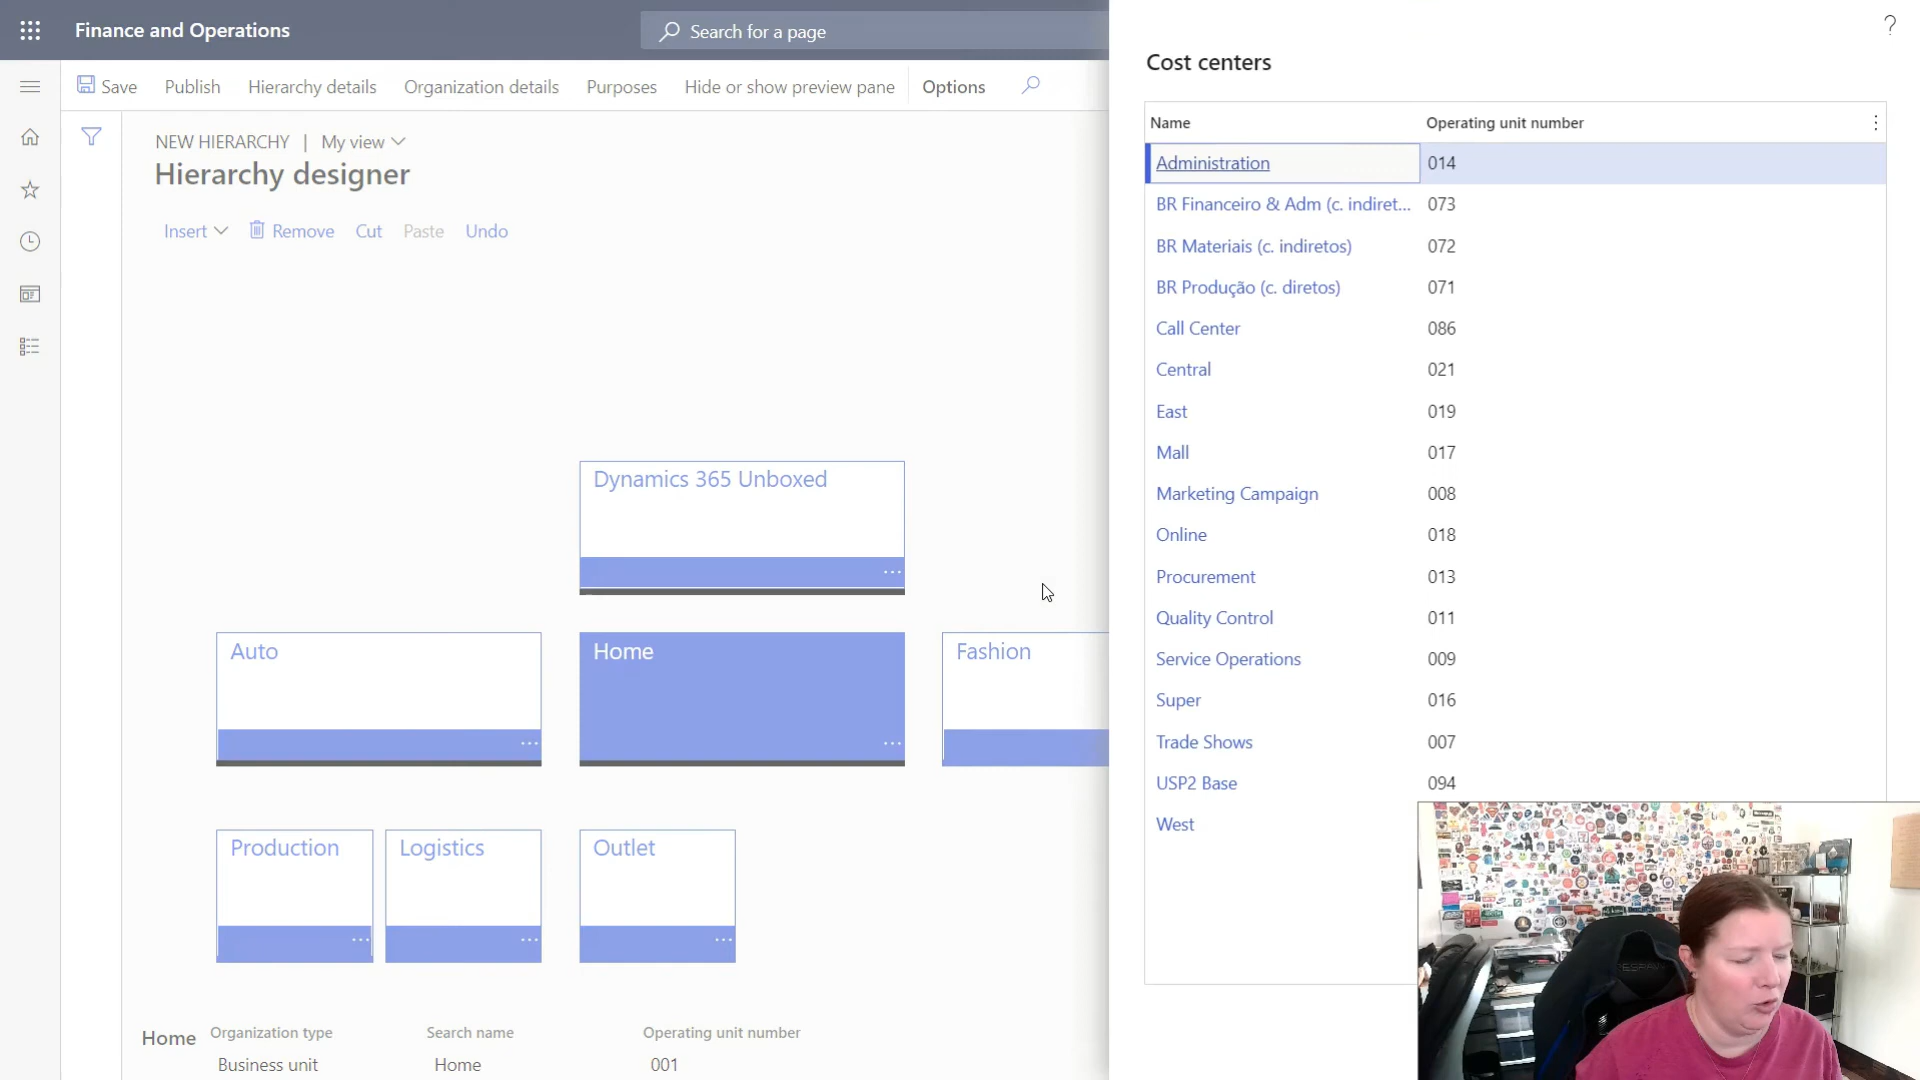 Finance and Operations
Search for a page
?
Save
Publish
Hierarchy details
Organization details
Purposes
Hide or show preview pane
Options
NEW HIERARCHY | My view
Hierarchy designer
Insert
Remove
Cut
Paste
Undo
Dynamics 365 Unboxed
Auto
Home
Fashion
Production
Logistics
Outlet
Home
Organization type
Business unit
Search name
Home
Operating unit number
001
Cost centers
Name Operating unit number
Administration 014
BR Financeiro & Adm (c. indiret... 073
BR Materiais (c. indiretos) 072
BR Produção (c. diretos) 071
Call Center 086
Central 021
East 019
Mall 017
Marketing Campaign 008
Online 018
Procurement 013
Quality Control 011
Service Operations 009
Super 016
Trade Shows 007
USP2 Base 094
West